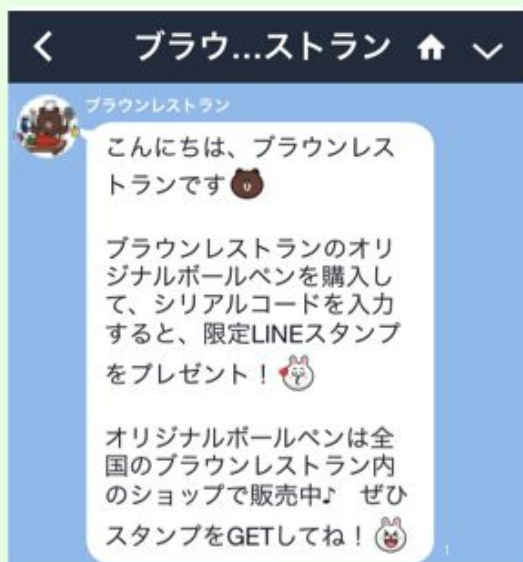 ブラウ...ストラン
ブラウンレストラン
こんにちは、ブラウンレス
トランです
ブラウンレストランのオリ
ジナルボールペンを購入し
て、シリアルコードを入力
すると、限定LINEスタンプ
をプレゼント！
オリジナルボールペンは全
国のブラウンレストラン内
のショップで販売中♪　ぜひ
スタンプをGETしてね！
1